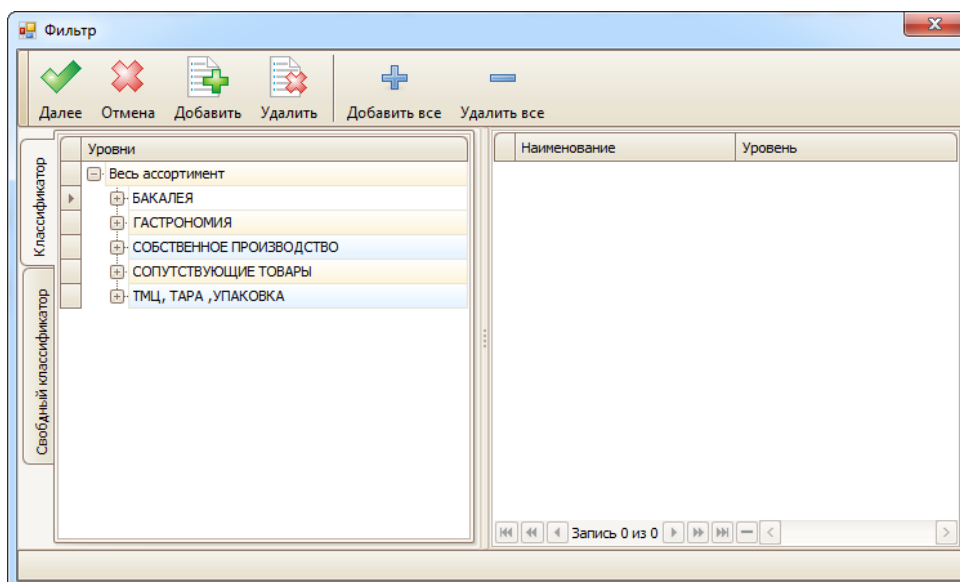 Фильтр
Далее Отмена Добавить Удалить Добавить все Удалить все
Классификатор
Свобдный классификатор
Уровни
Весь ассортимент
БАКАЛЕЯ
ГАСТРОНОМИЯ
СОБСТВЕННОЕ ПРОИЗВОДСТВО
СОПУТСТВУЮЩИЕ ТОВАРЫ
ТМЦ, ТАРА ,УПАКОВКА
Наименование Уровень
Запись 0 из 0